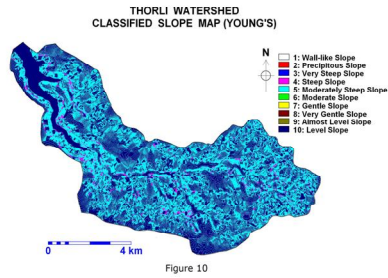 THORLI WATERSHED
CLASSIFIED SLOPE MAP (YOUNG'S)
N
1: Wall-like Slope
2: Precipitous Slope
3: Very Steep Slope
4: Steep Slope
5: Moderately Steep Slope
6: Moderate Slope
7: Gentle Slope
8: Very Gentle Slope
9: Almost Level Slope
10: Level Slope
0 4 km
Figure 10